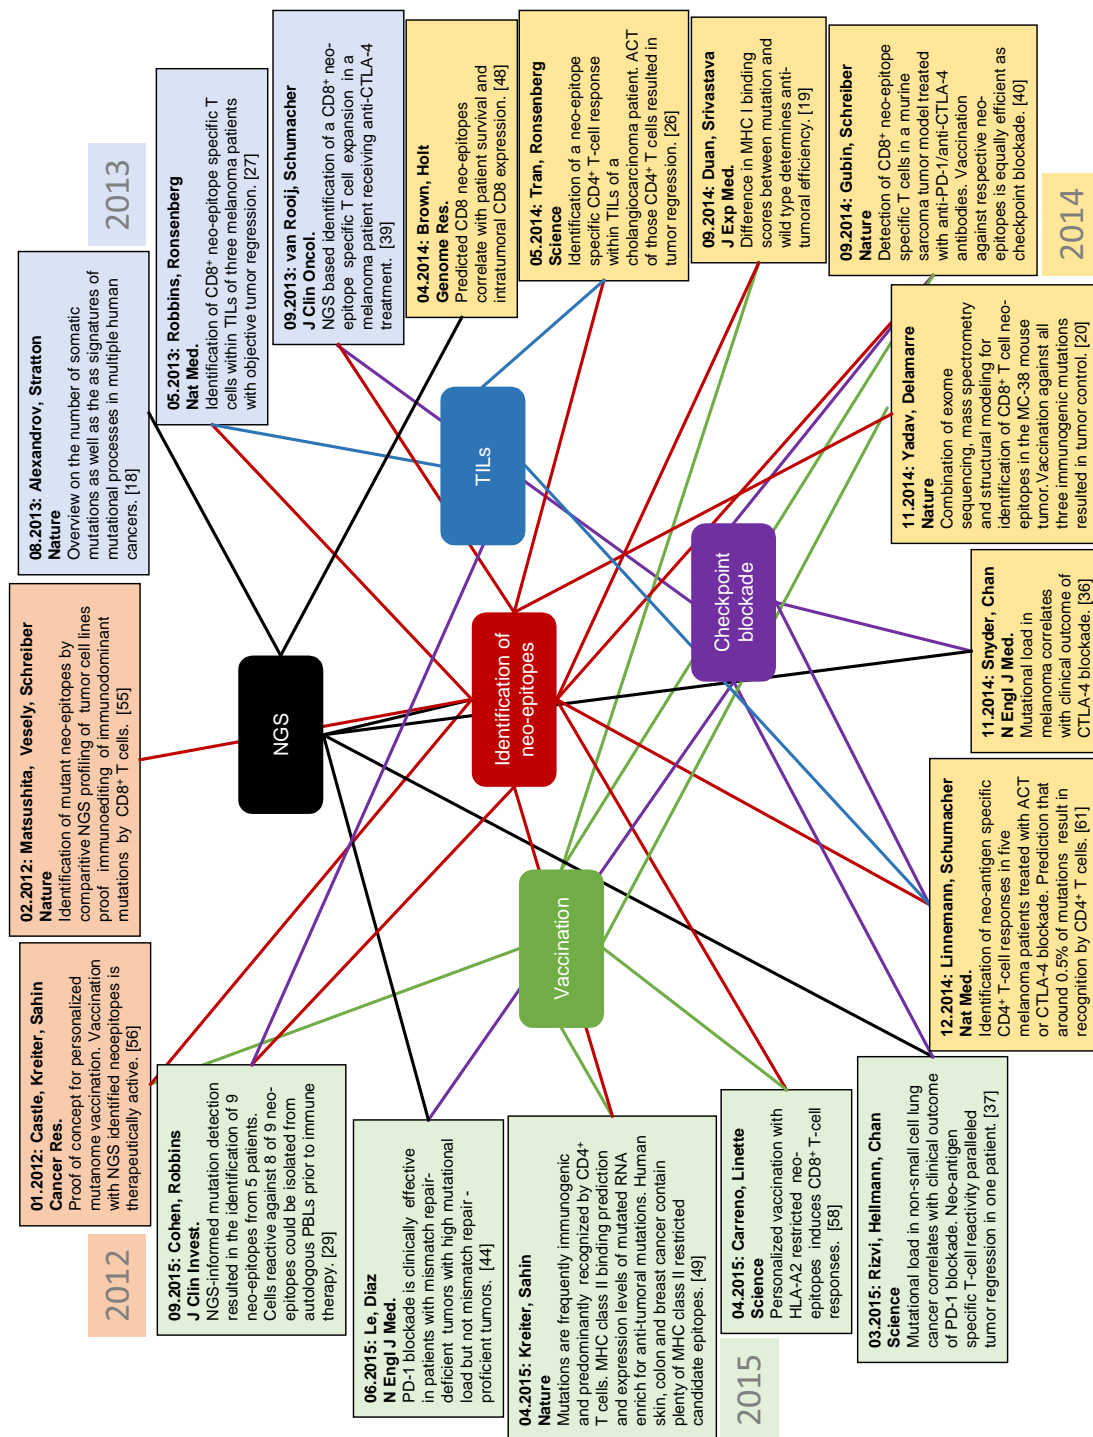 2012
01.2012: Castle, Kreiter, Sahin
Cancer Res.
Proof of concept for personalized
mutanome vaccination. Vaccination
with NGS identified neoepitopes is
therapeutically active. [56]
02.2012: Matsushita, Vesely, Schreiber
Nature
Identification of mutant neo-epitopes by
comparitive NGS profiling of tumor cell lines
proof immunoediting of immunodominant
mutations by CD8⁺ T cells. [55]
2013
08.2013: Alexandrov, Stratton
Nature
Overview on the number of somatic
mutations as well as the as signatures of
mutational processes in multiple human
cancers. [18]
05.2013: Robbins, Ronsenberg
Nat Med.
Identification of CD8⁺ neo-epitope specific T
cells within TILs of three melanoma patients
with objective tumor regression. [27]
09.2013: van Rooij, Schumacher
J Clin Oncol.
NGS based identification of a CD8⁺ neo-
epitope specific T cell expansion in a
melanoma patient receiving anti-CTLA-4
treatment. [39]
04.2014: Brown, Holt
Genome Res.
Predicted CD8 neo-epitopes
correlate with patient survival and
intratumoral CD8 expression. [48]
05.2014: Tran, Ronsenberg
Science
Identification of a neo-epitope
specific CD4⁺ T-cell response
within TILs of a
cholangiocarcinoma patient. ACT
of those CD4⁺ T cells resulted in
tumor regression. [26]
09.2014: Duan, Srivastava
J Exp Med.
Difference in MHC I binding
scores between mutation and
wild type determines anti-
tumoral efficiency. [19]
09.2014: Gubin, Schreiber
Nature
Detection of CD8⁺ neo-epitope
specific T cells in a murine
sarcoma tumor model treated
with anti-PD-1/anti-CTLA-4
antibodies. Vaccination
against respective neo-
epitopes is equally efficient as
checkpoint blockade. [40]
2014
11.2014: Yadav, Delamarre
Nature
Combination of exome
sequencing, mass spectrometry
and structural modeling for
identification of CD8⁺ T cell neo-
epitopes in the MC-38 mouse
tumor. Vaccination against all
three immunogenic mutations
resulted in tumor control. [20]
11.2014: Snyder, Chan
N Engl J Med.
Mutational load in
melanoma correlates
with clinical outcome of
CTLA-4 blockade. [36]
12.2014: Linnemann, Schumacher
Nat Med.
Identification of neo-antigen specific
CD4⁺ T-cell responses in five
melanoma patients treated with ACT
or CTLA-4 blockade. Prediction that
around 0.5% of mutations result in
recognition by CD4⁺ T cells. [61]
03.2015: Rizvi, Hellmann, Chan
Science
Mutational load in non-small cell lung
cancer correlates with clinical outcome
of PD-1 blockade. Neo-antigen
specific T-cell reactivity paralleled
tumor regression in one patient. [37]
04.2015: Carreno, Linette
Science
Personalized vaccination with
HLA-A2 restricted neo-
epitopes induces CD8⁺ T-cell
responses. [58]
2015
04.2015: Kreiter, Sahin
Nature
Mutations are frequently immunogenic
and predominantly recognized by CD4⁺
T cells. MHC class II binding prediction
and expression levels of mutated RNA
enrich for anti-tumoral mutations. Human
skin, colon and breast cancer contain
plenty of MHC class II restricted
candidate epitopes. [49]
06.2015: Le, Diaz
N Engl J Med.
PD-1 blockade is clinically effective
in patients with mismatch repair-
deficient tumors with high mutational
load but not mismatch repair -
proficient tumors. [44]
09.2015: Cohen, Robbins
J Clin Invest.
NGS-informed mutation detection
resulted in the identification of 9
neo-epitopes from 5 patients.
Cells reactive against 8 of 9 neo-
epitopes could be isolated from
autologous PBLs prior to immune
therapy. [29]
NGS
TILs
Identification of
neo-epitopes
Vaccination
Checkpoint
blockade